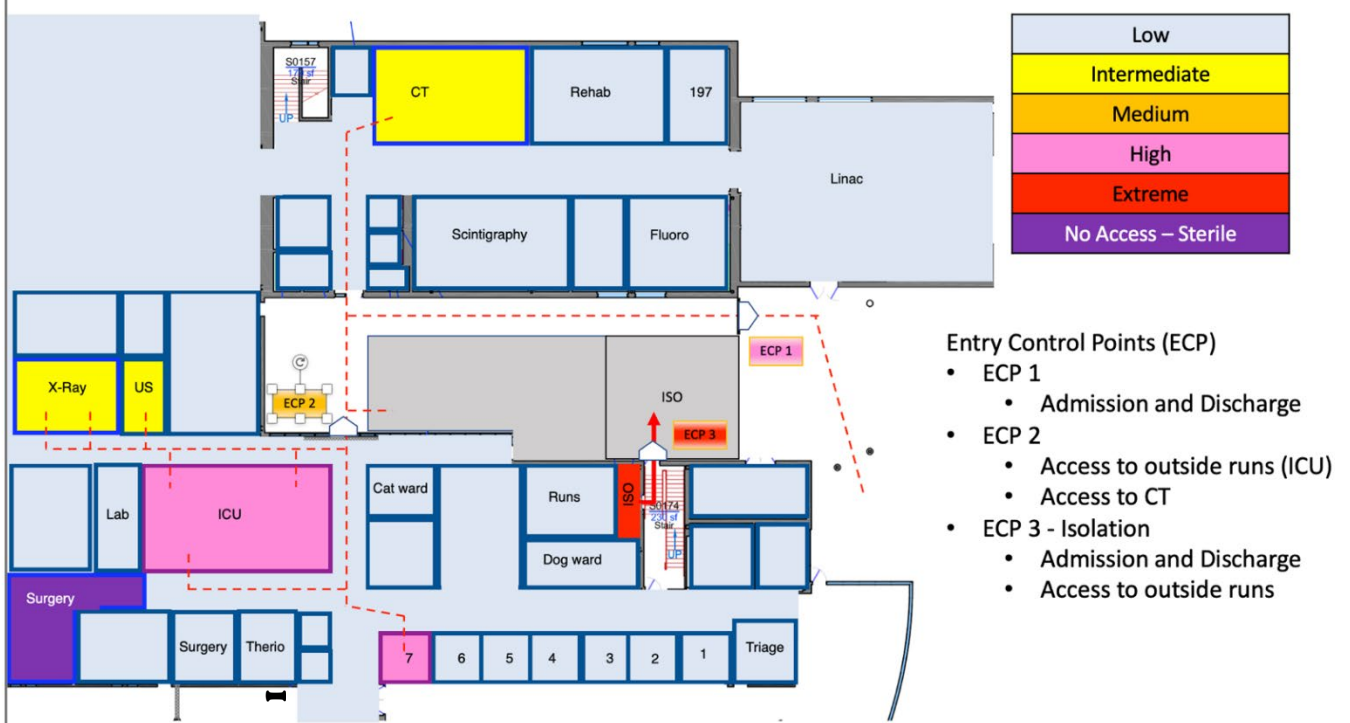 S0157
Stair
UP
CT
Rehab
197
Linac
Scintigraphy
Fluoro
X-Ray
US
ECP 2
ECP 1
ISO
ECP 3
Lab
ICU
Cat ward
Runs
ISO
S0174
Stair
UP
Dog ward
Surgery
Surgery
Therio
7
6
5
4
3
2
1
Triage
Low
Intermediate
Medium
High
Extreme
No Access – Sterile
Entry Control Points (ECP)
• ECP 1
• Admission and Discharge
• ECP 2
• Access to outside runs (ICU)
• Access to CT
• ECP 3 - Isolation
• Admission and Discharge
• Access to outside runs